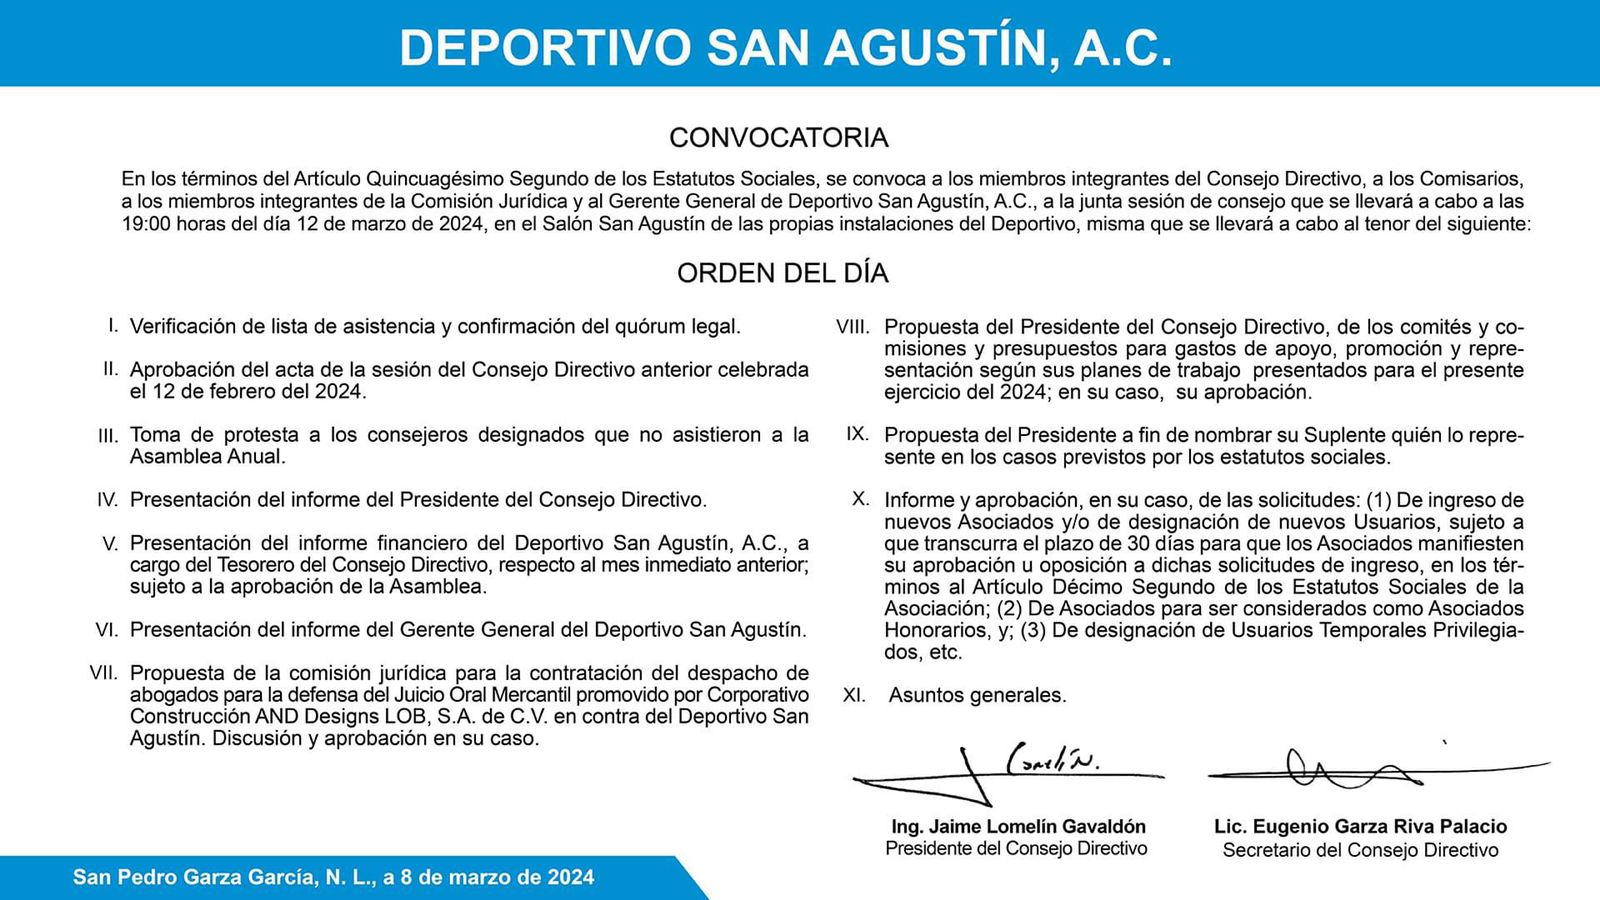 DEPORTIVO SAN AGUSTÍN, A.C.
CONVOCATORIA
En los términos del Artículo Quincuagésimo Segundo de los Estatutos Sociales, se convoca a los miembros integrantes del Consejo Directivo, a los Comisarios,
a los miembros integrantes de la Comisión Jurídica y al Gerente General de Deportivo San Agustín, A.C., a la junta sesión de consejo que se llevará a cabo a las
19:00 horas del día 12 de marzo de 2024, en el Salón San Agustín de las propias instalaciones del Deportivo, misma que se llevará a cabo al tenor del siguiente:
ORDEN DEL DÍA
I. Verificación de lista de asistencia y confirmación del quórum legal.
II. Aprobación del acta de la sesión del Consejo Directivo anterior celebrada
el 12 de febrero del 2024.
III. Toma de protesta a los consejeros designados que no asistieron a la
Asamblea Anual.
IV. Presentación del informe del Presidente del Consejo Directivo.
V. Presentación del informe financiero del Deportivo San Agustín, A.C., a
cargo del Tesorero del Consejo Directivo, respecto al mes inmediato anterior;
sujeto a la aprobación de la Asamblea.
VI. Presentación del informe del Gerente General del Deportivo San Agustín.
VII. Propuesta de la comisión jurídica para la contratación del despacho de
abogados para la defensa del Juicio Oral Mercantil promovido por Corporativo
Construcción AND Designs LOB, S.A. de C.V. en contra del Deportivo San
Agustín. Discusión y aprobación en su caso.
VIII. Propuesta del Presidente del Consejo Directivo, de los comités y co-
misiones y presupuestos para gastos de apoyo, promoción y repre-
sentación según sus planes de trabajo presentados para el presente
ejercicio del 2024; en su caso, su aprobación.
IX. Propuesta del Presidente a fin de nombrar su Suplente quién lo repre-
sente en los casos previstos por los estatutos sociales.
X. Informe y aprobación, en su caso, de las solicitudes: (1) De ingreso de
nuevos Asociados y/o de designación de nuevos Usuarios, sujeto a
que transcurra el plazo de 30 días para que los Asociados manifiesten
su aprobación u oposición a dichas solicitudes de ingreso, en los tér-
minos al Artículo Décimo Segundo de los Estatutos Sociales de la
Asociación; (2) De Asociados para ser considerados como Asociados
Honorarios, y; (3) De designación de Usuarios Temporales Privilegia-
dos, etc.
XI. Asuntos generales.
Ing. Jaime Lomelín Gavaldón
Presidente del Consejo Directivo
Lic. Eugenio Garza Riva Palacio
Secretario del Consejo Directivo
San Pedro Garza García, N. L., a 8 de marzo de 2024